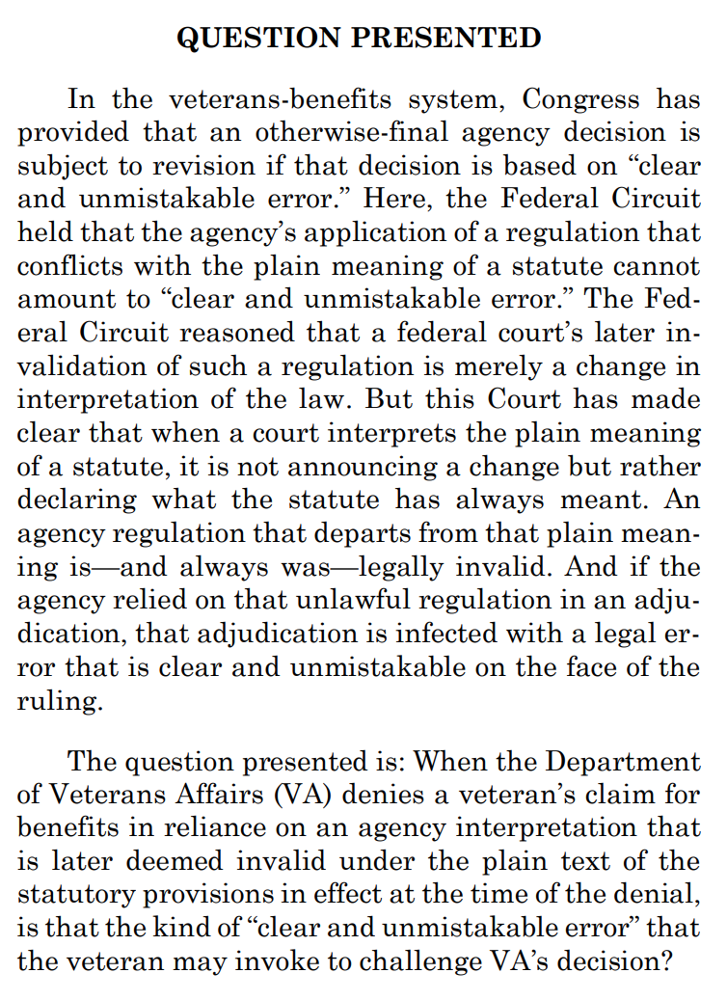 QUESTION PRESENTED
In the veterans-benefits system, Congress has
provided that an otherwise-final agency decision is
subject to revision if that decision is based on “clear
and unmistakable error.” Here, the Federal Circuit
held that the agency’s application of a regulation that
conflicts with the plain meaning of a statute cannot
amount to “clear and unmistakable error.” The Fed-
eral Circuit reasoned that a federal court’s later in-
validation of such a regulation is merely a change in
interpretation of the law. But this Court has made
clear that when a court interprets the plain meaning
of a statute, it is not announcing a change but rather
declaring what the statute has always meant. An
agency regulation that departs from that plain mean-
ing is—and always was—legally invalid. And if the
agency relied on that unlawful regulation in an adju-
dication, that adjudication is infected with a legal er-
ror that is clear and unmistakable on the face of the
ruling.
The question presented is: When the Department
of Veterans Affairs (VA) denies a veteran’s claim for
benefits in reliance on an agency interpretation that
is later deemed invalid under the plain text of the
statutory provisions in effect at the time of the denial,
is that the kind of “clear and unmistakable error” that
the veteran may invoke to challenge VA’s decision?